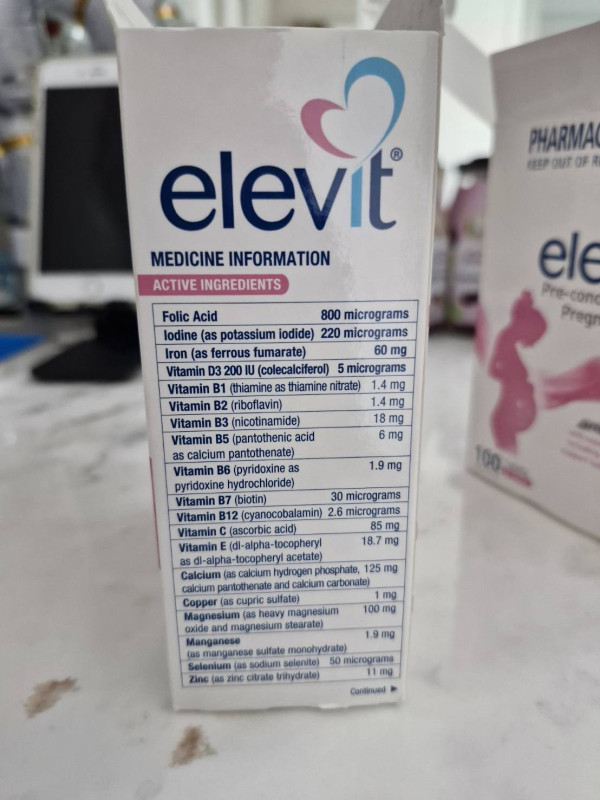 elevit®
MEDICINE INFORMATION
ACTIVE INGREDIENTS
Folic Acid 800 micrograms
Iodine (as potassium iodide) 220 micrograms
Iron (as ferrous fumarate) 60 mg
Vitamin D3 200 IU (colecalciferol) 5 micrograms
Vitamin B1 (thiamine as thiamine nitrate) 1.4 mg
Vitamin B2 (riboflavin) 1.4 mg
Vitamin B3 (nicotinamide) 18 mg
Vitamin B5 (pantothenic acid 6 mg
as calcium pantothenate)
Vitamin B6 (pyridoxine as 1.9 mg
pyridoxine hydrochloride)
Vitamin B7 (biotin) 30 micrograms
Vitamin B12 (cyanocobalamin) 2.6 micrograms
Vitamin C (ascorbic acid) 85 mg
Vitamin E (dl-alpha-tocopheryl 18.7 mg
as dl-alpha-tocopheryl acetate)
Calcium (as calcium hydrogen phosphate, 125 mg
calcium pantothenate and calcium carbonate)
Copper (as cupric sulfate) 1 mg
Magnesium (as heavy magnesium 100 mg
oxide and magnesium stearate)
Manganese 1.9 mg
(as manganese sulfate monohydrate)
Selenium (as sodium selenite) 50 micrograms
Zinc (as zinc citrate trihydrate) 11 mg
Continued ▶
PHARMAC
KEEP OUT OF R
ele
Pre-conc
Pregn
100